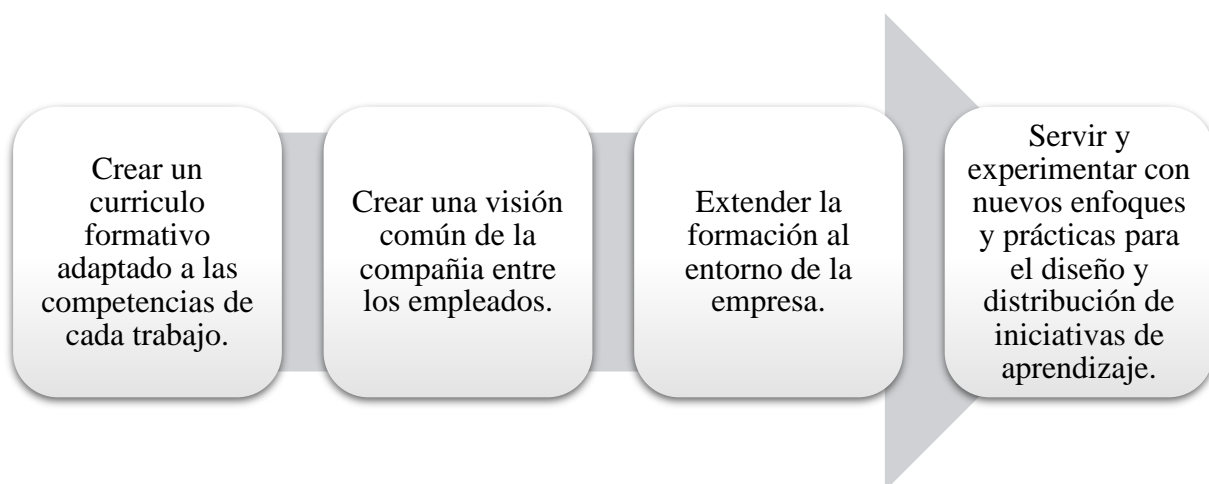 Crear un
curriculo
formativo
adaptado a las
competencias de
cada trabajo.
Crear una visión
común de la
compañia entre
los empleados.
Extender la
formación al
entorno de la
empresa.
Servir y
experimentar con
nuevos enfoques
y prácticas para
el diseño y
distribución de
iniciativas de
aprendizaje.